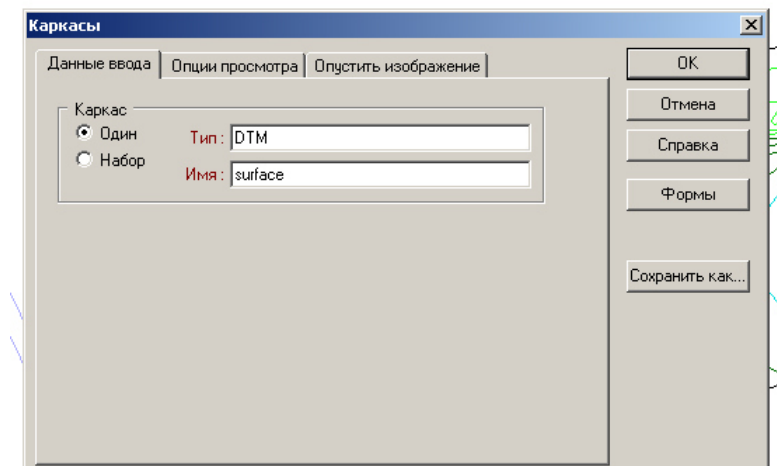 Каркасы
Данные ввода
Опции просмотра
Опустить изображение
Каркас
Один
Набор
Тип :
DTM
Имя :
surface
OK
Отмена
Справка
Формы
Сохранить как...